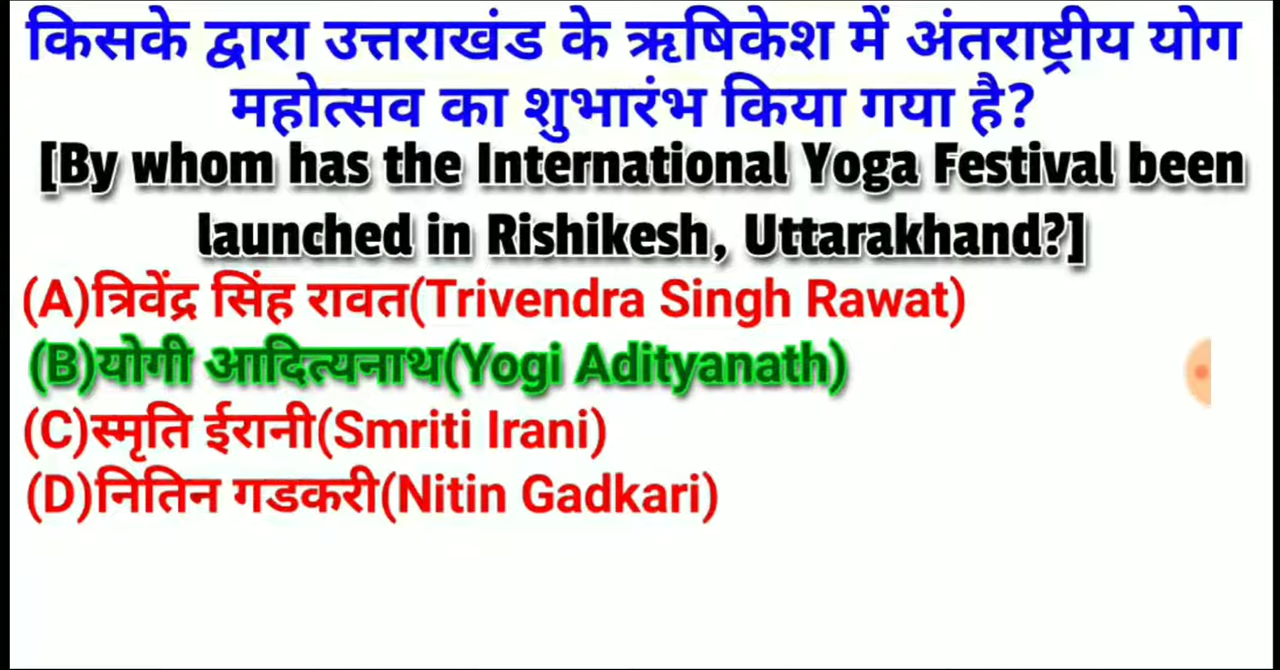 किसके द्वारा उत्तराखंड के ऋषिकेश में अंतराष्ट्रीय योग
महोत्सव का शुभारंभ किया गया है?
[By whom has the International Yoga Festival been
launched in Rishikesh, Uttarakhand?]
(A)त्रिवेंद्र सिंह रावत(Trivendra Singh Rawat)
(B)योगी आदित्यनाथ(Yogi Adityanath)
(C)स्मृति ईरानी(Smriti Irani)
(D)नितिन गडकरी(Nitin Gadkari)